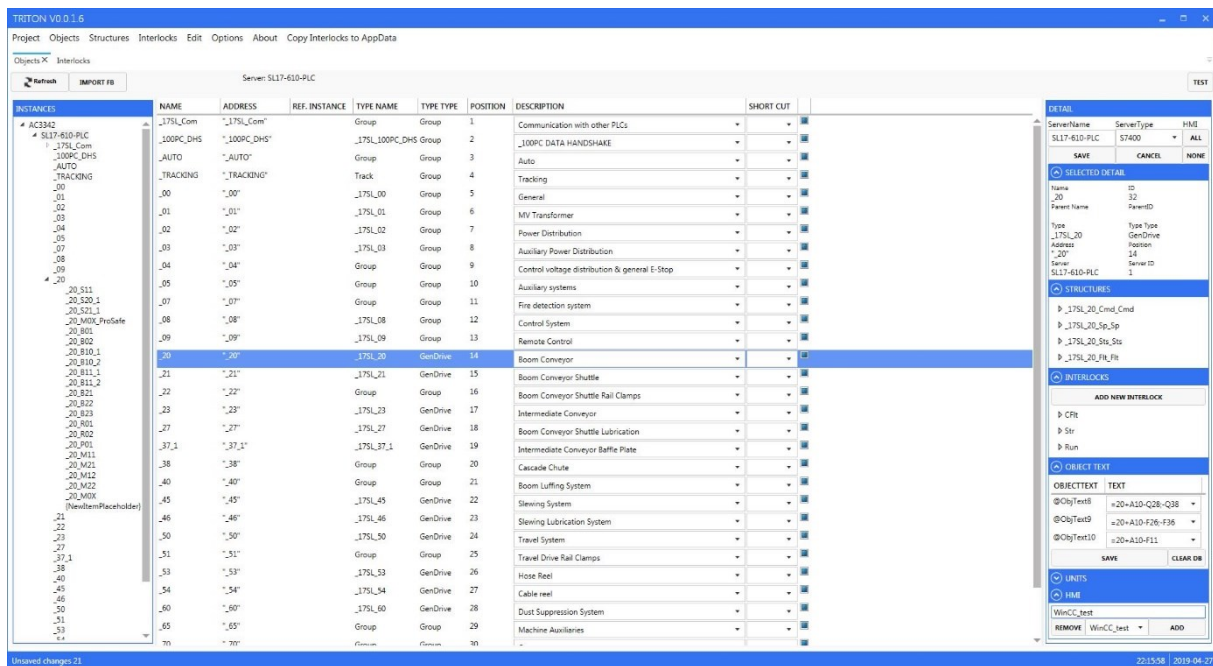 TRITON V0.0.1.6
Project Objects Structures Interlocks Edit Options About Copy Interlocks to AppData
Objects X Interlocks
Refresh IMPORT FB Server: SL17-610-PLC TEST
INSTANCES
AC3342
SL17-610-PLC
_17SL_Com
_100PC_DHS
_AUTO
_TRACKING
_00
_01
_02
_03
_04
_05
_07
_08
_09
_20
_20_S11
_20_S20_1
_20_S21_1
_20_M0X_ProSafe
_20_B01
_20_B02
_20_B10_1
_20_B10_2
_20_B11_1
_20_B11_2
_20_B21
_20_B22
_20_B23
_20_R01
_20_R02
_20_P01
_20_M11
_20_M21
_20_M12
_20_M22
_20_M0X
{NewItemPlaceholder}
_21
_22
_23
_27
_37_1
_38
_40
_45
_46
_50
_51
_53
NAME ADDRESS REF. INSTANCE TYPE NAME TYPE TYPE POSITION DESCRIPTION SHORT CUT
_17SL_Com "_17SL_Com" Group Group 1 Communication with other PLCs
_100PC_DHS "_100PC_DHS" _17SL_100PC_DHS Group 2 _100PC DATA HANDSHAKE
_AUTO "_AUTO" Group Group 3 Auto
_TRACKING "_TRACKING" Track Group 4 Tracking
_00 "_00" _17SL_00 Group 5 General
_01 "_01" _17SL_01 Group 6 MV Transformer
_02 "_02" _17SL_02 Group 7 Power Distribution
_03 "_03" _17SL_03 Group 8 Auxiliary Power Distribution
_04 "_04" Group Group 9 Control voltage distribution & general E-Stop
_05 "_05" Group Group 10 Auxiliary systems
_07 "_07" Group Group 11 Fire detection system
_08 "_08" _17SL_08 Group 12 Control System
_09 "_09" _17SL_09 Group 13 Remote Control
_20 "_20" _17SL_20 GenDrive 14 Boom Conveyor
_21 "_21" _17SL_21 GenDrive 15 Boom Conveyor Shuttle
_22 "_22" Group Group 16 Boom Conveyor Shuttle Rail Clamps
_23 "_23" _17SL_23 GenDrive 17 Intermediate Conveyor
_27 "_27" _17SL_27 GenDrive 18 Boom Conveyor Shuttle Lubrication
_37_1 "_37_1" _17SL_37_1 GenDrive 19 Intermediate Conveyor Baffle Plate
_38 "_38" Group Group 20 Cascade Chute
_40 "_40" Group Group 21 Boom Luffing System
_45 "_45" _17SL_45 GenDrive 22 Slewing System
_46 "_46" _17SL_46 GenDrive 23 Slewing Lubrication System
_50 "_50" _17SL_50 GenDrive 24 Travel System
_51 "_51" Group Group 25 Travel Drive Rail Clamps
_53 "_53" _17SL_53 GenDrive 26 Hose Reel
_54 "_54" _17SL_54 GenDrive 27 Cable reel
_60 "_60" _17SL_60 GenDrive 28 Dust Suppression System
_65 "_65" Group Group 29 Machine Auxiliaries
DETAIL
ServerName ServerType HMI
SL17-610-PLC S7400 ALL
SAVE CANCEL NONE
SELECTED DETAIL
Name ID
_20 32
Parent Name ParentID
Type Type Type
_17SL_20 GenDrive
Address Position
"_20" 14
Server Server ID
SL17-610-PLC 1
STRUCTURES
_17SL_20_Cmd_Cmd
_17SL_20_Sp_Sp
_17SL_20_Sts_Sts
_17SL_20_Flt_Flt
INTERLOCKS
ADD NEW INTERLOCK
CFlt
Str
Run
OBJECT TEXT
OBJECTTEXT TEXT
@ObjText8 =20+A10-Q28;-Q38
@ObjText9 =20+A10-F26;-F36
@ObjText10 =20+A10-F11
SAVE CLEAR DB
UNITS
HMI
WinCC_test
REMOVE WinCC_test ADD
Unsaved changes 21 22:15:58 2019-04-27